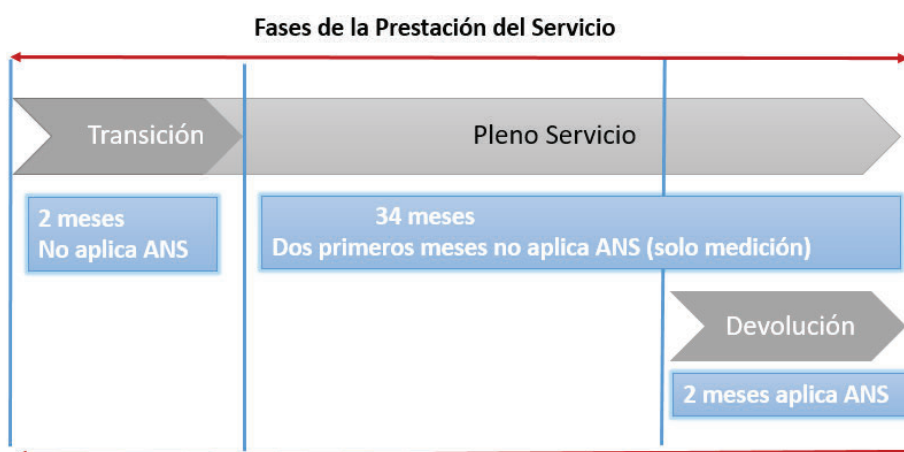 Fases de la Prestación del Servicio
Transición
Pleno Servicio
2 meses
No aplica ANS
34 meses
Dos primeros meses no aplica ANS (solo medición)
Devolución
2 meses aplica ANS